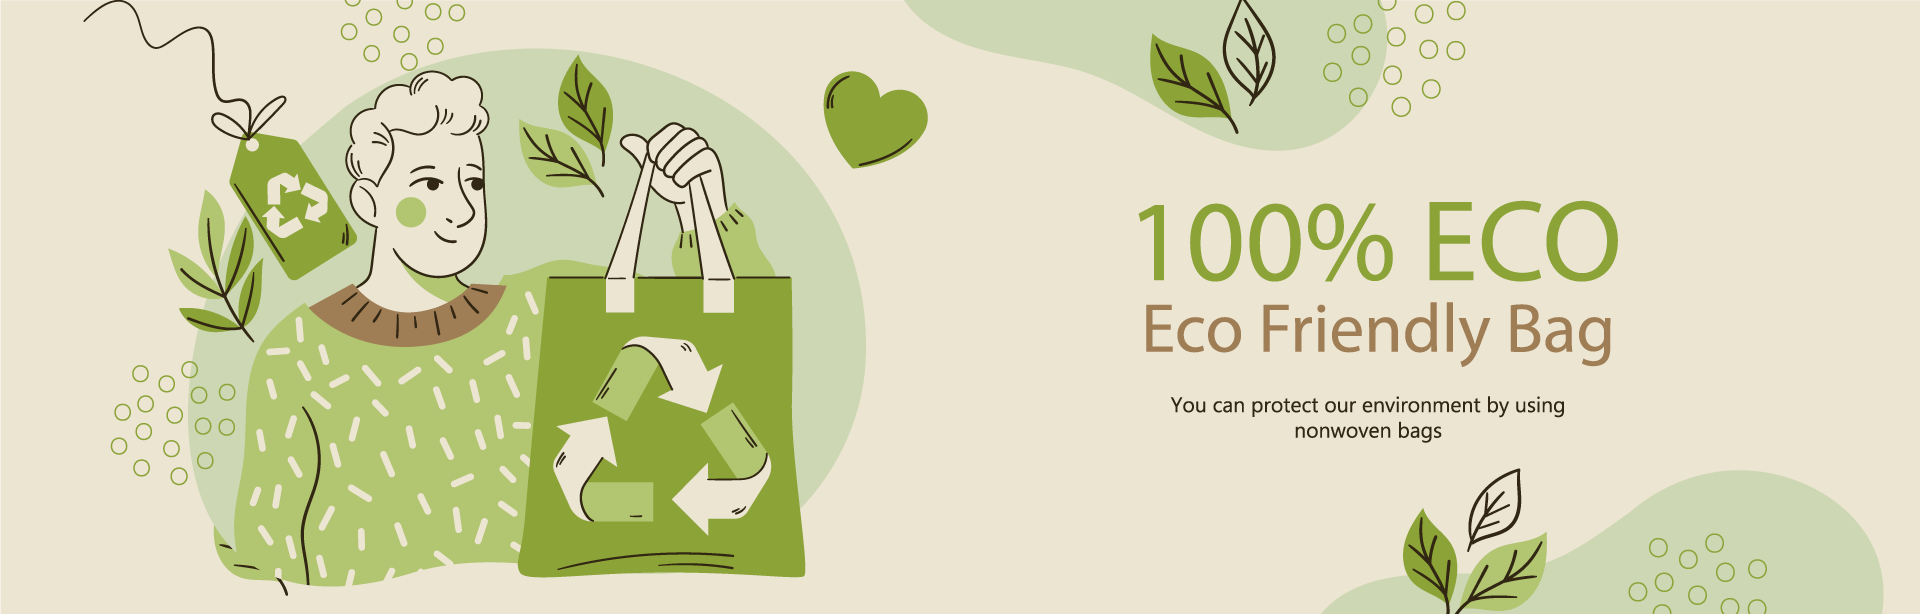 100% ECO
Eco Friendly Bag
You can protect our environment by using
nonwoven bags